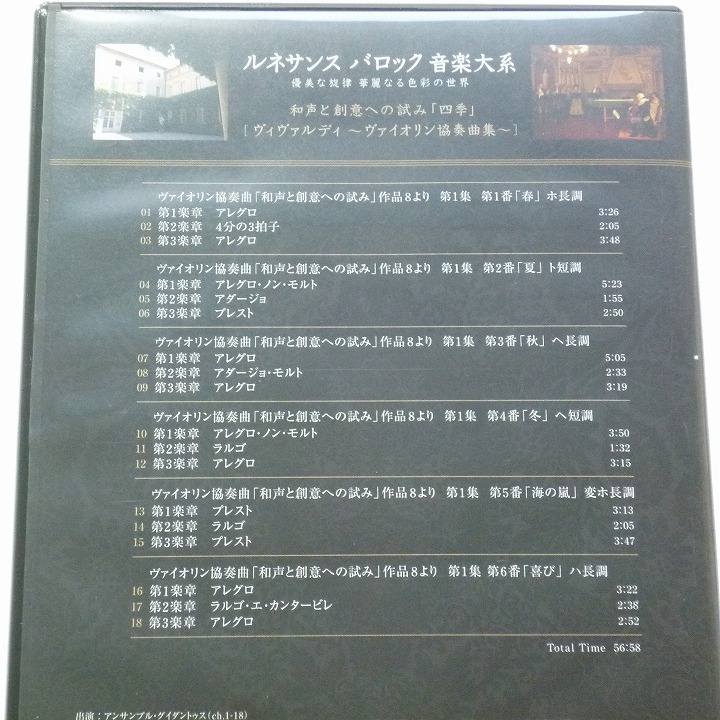 ルネサンス バロック 音楽大系
優美な旋律 華麗なる色彩の世界
和声と創意への試み「四季」
[ヴィヴァルディ ～ヴァイオリン協奏曲集～]
ヴァイオリン協奏曲「和声と創意への試み」作品8より 第1集 第1番「春」ホ長調
01 第1楽章 アレグロ 3:26
02 第2楽章 4分の3拍子 2:05
03 第3楽章 アレグロ 3:48
ヴァイオリン協奏曲「和声と創意への試み」作品8より 第1集 第2番「夏」ト短調
04 第1楽章 アレグロ・ノン・モルト 5:23
05 第2楽章 アダージョ 1:55
06 第3楽章 プレスト 2:50
ヴァイオリン協奏曲「和声と創意への試み」作品8より 第1集 第3番「秋」ヘ長調
07 第1楽章 アレグロ 5:05
08 第2楽章 アダージョ・モルト 2:33
09 第3楽章 アレグロ 3:19
ヴァイオリン協奏曲「和声と創意への試み」作品8より 第1集 第4番「冬」ヘ短調
10 第1楽章 アレグロ・ノン・モルト 3:50
11 第2楽章 ラルゴ 1:32
12 第3楽章 アレグロ 3:15
ヴァイオリン協奏曲「和声と創意への試み」作品8より 第1集 第5番「海の嵐」変ホ長調
13 第1楽章 プレスト 3:13
14 第2楽章 ラルゴ 2:05
15 第3楽章 プレスト 3:47
ヴァイオリン協奏曲「和声と創意への試み」作品8より 第1集 第6番「喜び」ハ長調
16 第1楽章 アレグロ 3:22
17 第2楽章 ラルゴ・エ・カンタービレ 2:38
18 第3楽章 アレグロ 2:52
Total Time 56:58
出演：アンサンブル・グイダントゥス(ch.1-18)